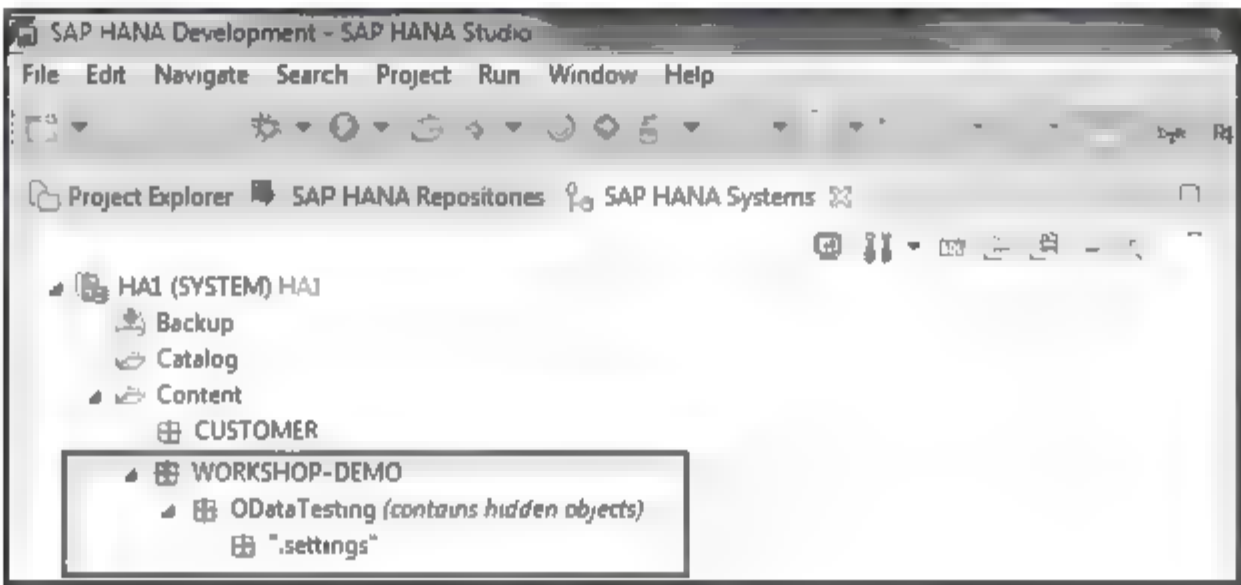 SAP HANA Development - SAP HANA Studio
File Edit Navigate Search Project Run Window Help
Project Explorer SAP HANA Repositories SAP HANA Systems
HA1 (SYSTEM) HA1
Backup
Catalog
Content
CUSTOMER
WORKSHOP-DEMO
ODataTesting (contains hidden objects)
".settings"